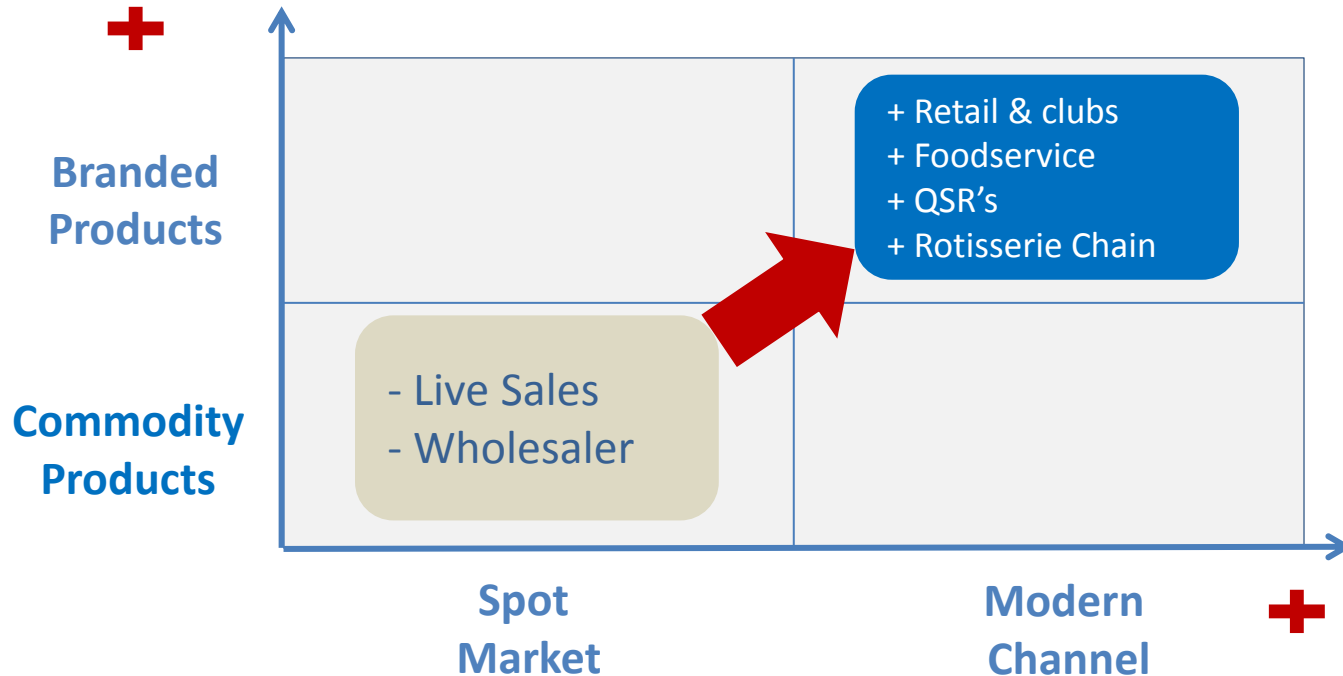 Branded
Products
+ Retail & clubs
+ Foodservice
+ QSR’s
+ Rotisserie Chain
Commodity
Products
- Live Sales
- Wholesaler
Spot
Market
Modern
Channel